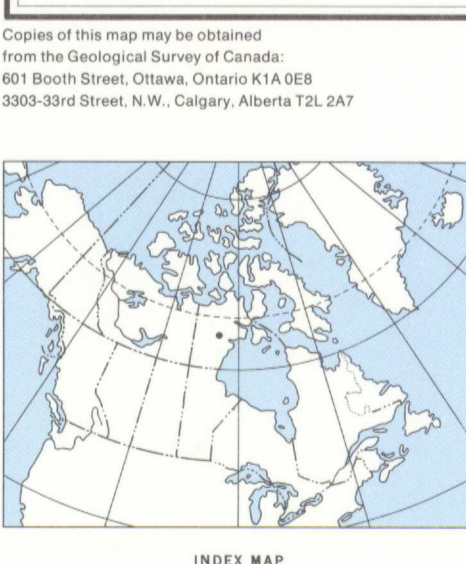 Copies of this map may be obtained
from the Geological Survey of Canada:
601 Booth Street, Ottawa, Ontario K1A 0E8
3303-33rd Street, N.W., Calgary, Alberta T2L 2A7
INDEX MAP